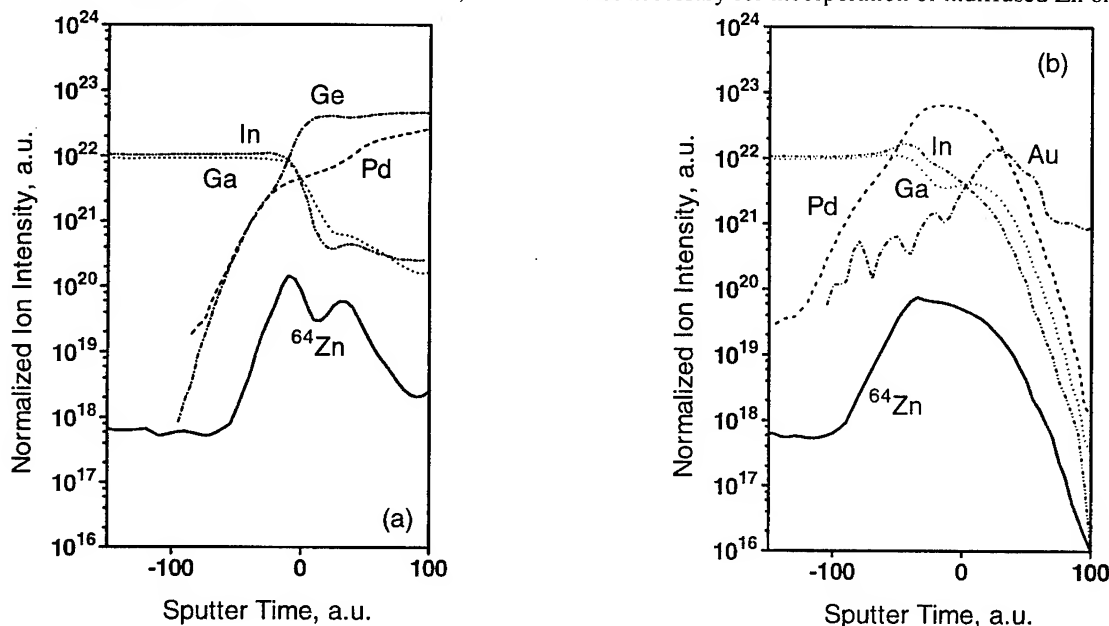 10^24
10^23
10^22
10^21
10^20
10^19
10^18
10^17
10^16
Normalized Ion Intensity, a.u.
Ge
In
Ga
Pd
^64Zn
(a)
-100 0 100
Sputter Time, a.u.
10^24
10^23
10^22
10^21
10^20
10^19
10^18
10^17
10^16
Normalized Ion Intensity, a.u.
(b)
In
Au
Pd
Ga
^64Zn
-100 0 100
Sputter Time, a.u.